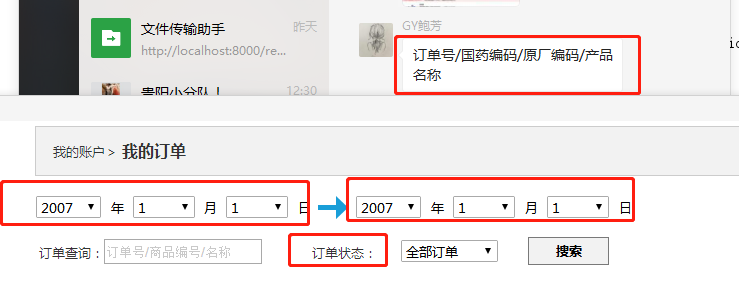 文件传输助手
昨天
http://localhost:8000/re...
贵阳小分队！
12:30
GY鲍芳
订单号/国药编码/原厂编码/产品
名称
我的账户 > 我的订单
2007 年 1 月 1 日
2007 年 1 月 1 日
订单查询： 订单号/商品编号/名称
订单状态： 全部订单
搜索